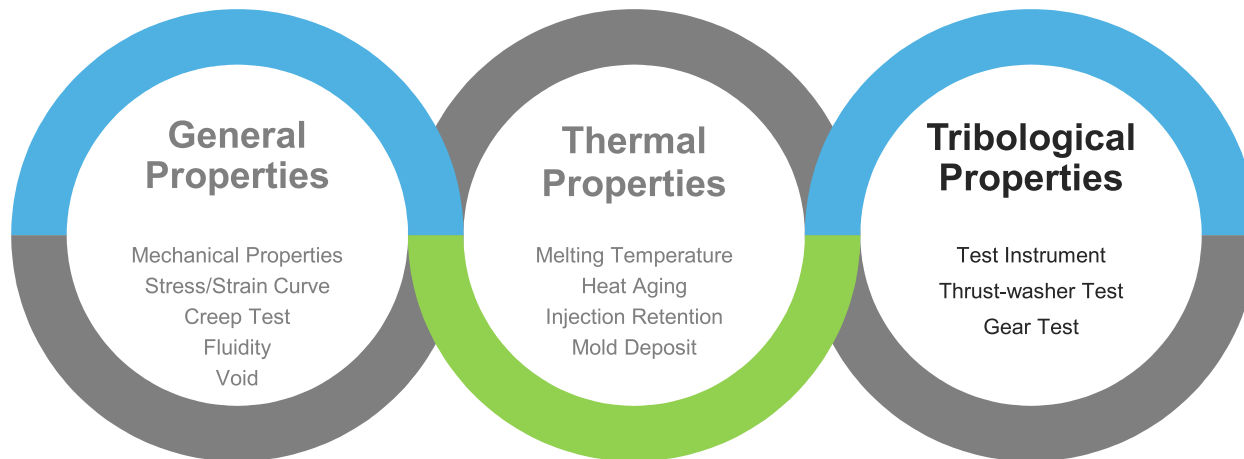 General
Properties
Mechanical Properties
Stress/Strain Curve
Creep Test
Fluidity
Void
Thermal
Properties
Melting Temperature
Heat Aging
Injection Retention
Mold Deposit
Tribological
Properties
Test Instrument
Thrust-washer Test
Gear Test